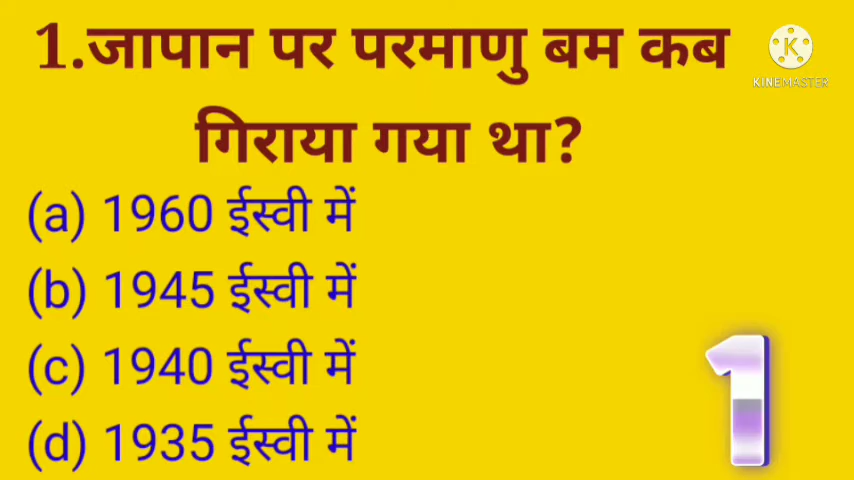 1.जापान पर परमाणु बम कब
गिराया गया था?
(a) 1960 ईस्वी में
(b) 1945 ईस्वी में
(c) 1940 ईस्वी में
(d) 1935 ईस्वी में
K
KINEMASTER
1